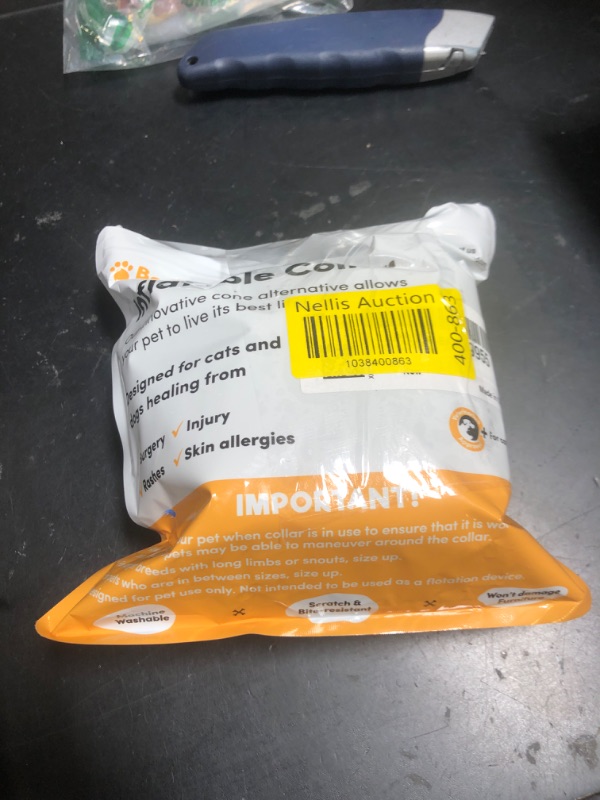 Collar
innovative cone alternative allows
your pet to live its best
Nellis Auction
1038400863
400-863
Designed for cats and
dogs healing from
Surgery ✓ Injury
Rashes ✓ Skin allergies
IMPORTANT!
your pet when collar is in use to ensure that it is
pets may be able to maneuver around the collar.
breeds with long limbs or snouts, size up.
who are in between sizes, size up.
Designed for pet use only. Not intended to be used as a flotation device
Machine
Washable
Scratch &
Bite-resistant
Won't damage
Furniture